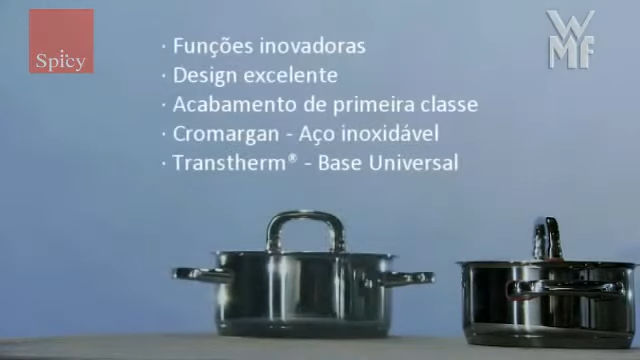 Spicy
WMF
· Funções inovadoras
· Design excelente
· Acabamento de primeira classe
· Cromargan - Aço inoxidável
· Transtherm® - Base Universal